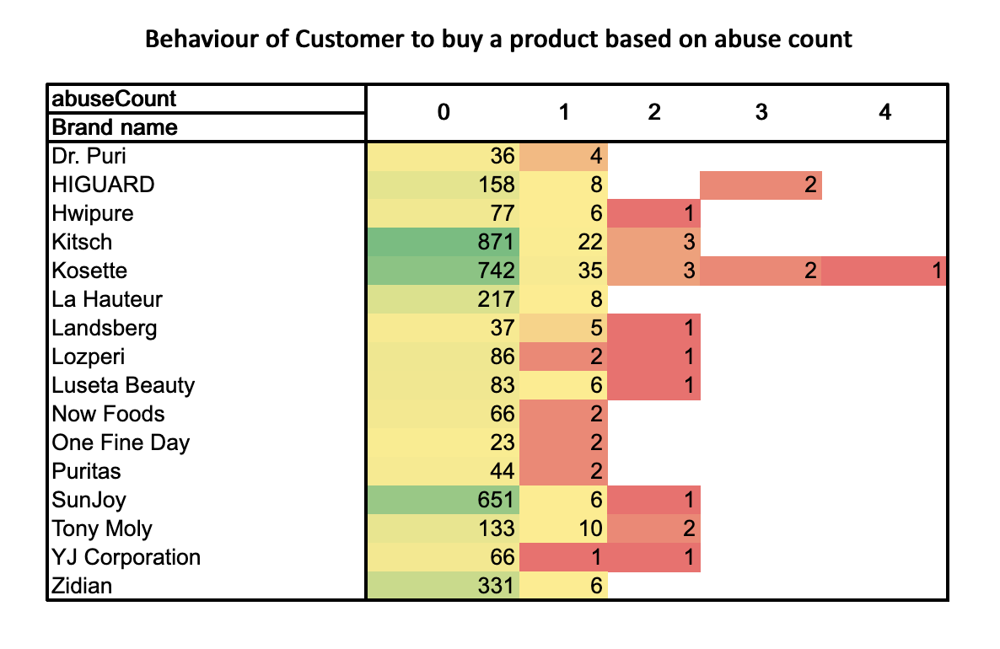 Behaviour of Customer to buy a product based on abuse count
abuseCount 0 1 2 3 4
Brand name
Dr. Puri 36 4
HIGUARD 158 8 2
Hwipure 77 6 1
Kitsch 871 22 3
Kosette 742 35 3 2 1
La Hauteur 217 8
Landsberg 37 5 1
Lozperi 86 2 1
Luseta Beauty 83 6 1
Now Foods 66 2
One Fine Day 23 2
Puritas 44 2
SunJoy 651 6 1
Tony Moly 133 10 2
YJ Corporation 66 1 1
Zidian 331 6